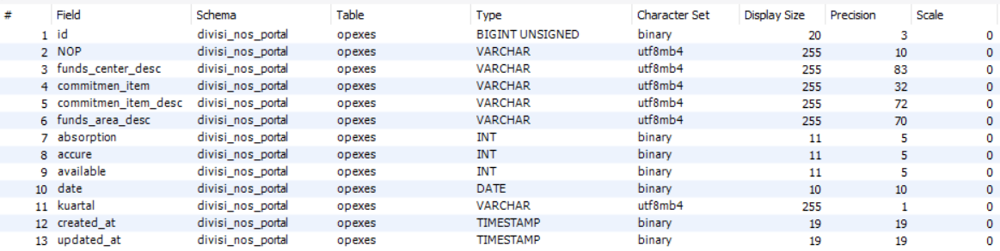 # Field Schema Table Type Character Set Display Size Precision Scale
1 id divisi_nos_portal opexes BIGINT UNSIGNED binary 20 3 0
2 NOP divisi_nos_portal opexes VARCHAR utf8mb4 255 10 0
3 funds_center_desc divisi_nos_portal opexes VARCHAR utf8mb4 255 83 0
4 commitmen_item divisi_nos_portal opexes VARCHAR utf8mb4 255 32 0
5 commitmen_item_desc divisi_nos_portal opexes VARCHAR utf8mb4 255 72 0
6 funds_area_desc divisi_nos_portal opexes VARCHAR utf8mb4 255 70 0
7 absorption divisi_nos_portal opexes INT binary 11 5 0
8 accure divisi_nos_portal opexes INT binary 11 5 0
9 available divisi_nos_portal opexes INT binary 11 5 0
10 date divisi_nos_portal opexes DATE binary 10 10 0
11 kuartal divisi_nos_portal opexes VARCHAR utf8mb4 255 1 0
12 created_at divisi_nos_portal opexes TIMESTAMP binary 19 19 0
13 updated_at divisi_nos_portal opexes TIMESTAMP binary 19 19 0